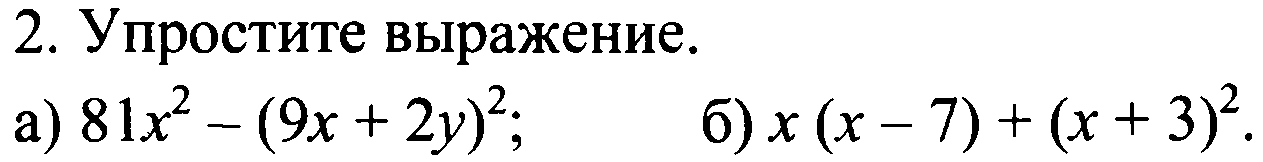 2. Упростите выражение.
а) 81x² – (9x + 2y)²; б) x (x – 7) + (x + 3)².